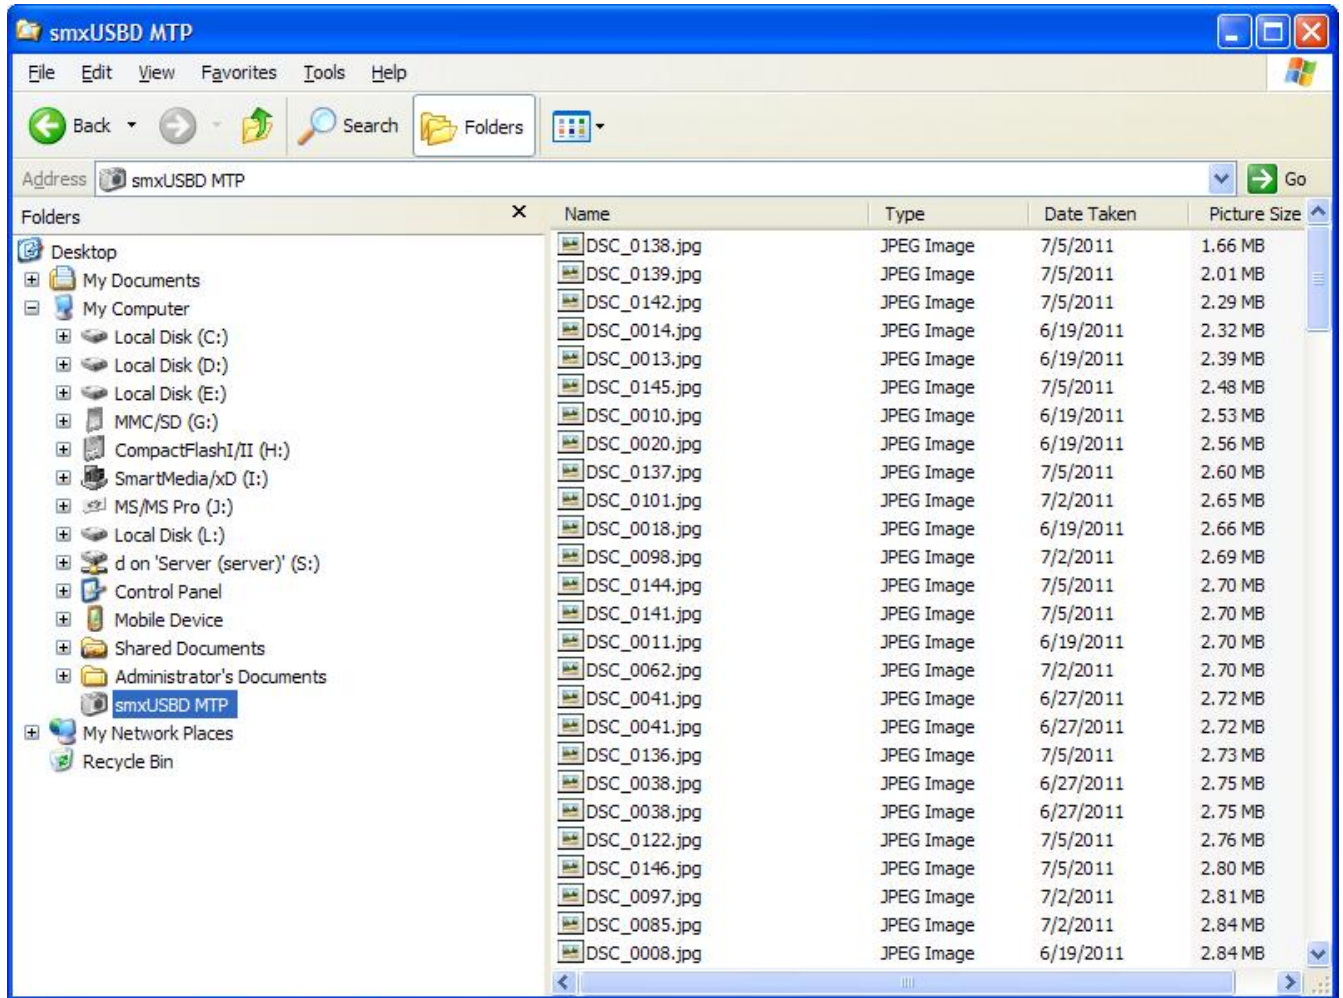 smxUSBD MTP
File Edit View Favorites Tools Help
Back Search Folders
Address smxUSBD MTP Go
Folders
Desktop
My Documents
My Computer
Local Disk (C:)
Local Disk (D:)
Local Disk (E:)
MMC/SD (G:)
CompactFlashI/II (H:)
SmartMedia/xD (I:)
MS/MS Pro (J:)
Local Disk (L:)
d on 'Server (server)' (S:)
Control Panel
Mobile Device
Shared Documents
Administrator's Documents
smxUSBD MTP
My Network Places
Recycle Bin
Name Type Date Taken Picture Size
DSC_0138.jpg JPEG Image 7/5/2011 1.66 MB
DSC_0139.jpg JPEG Image 7/5/2011 2.01 MB
DSC_0142.jpg JPEG Image 7/5/2011 2.29 MB
DSC_0014.jpg JPEG Image 6/19/2011 2.32 MB
DSC_0013.jpg JPEG Image 6/19/2011 2.39 MB
DSC_0145.jpg JPEG Image 7/5/2011 2.48 MB
DSC_0010.jpg JPEG Image 6/19/2011 2.53 MB
DSC_0020.jpg JPEG Image 6/19/2011 2.56 MB
DSC_0137.jpg JPEG Image 7/5/2011 2.60 MB
DSC_0101.jpg JPEG Image 7/2/2011 2.65 MB
DSC_0018.jpg JPEG Image 6/19/2011 2.66 MB
DSC_0098.jpg JPEG Image 7/2/2011 2.69 MB
DSC_0144.jpg JPEG Image 7/5/2011 2.70 MB
DSC_0141.jpg JPEG Image 7/5/2011 2.70 MB
DSC_0011.jpg JPEG Image 6/19/2011 2.70 MB
DSC_0062.jpg JPEG Image 7/2/2011 2.70 MB
DSC_0041.jpg JPEG Image 6/27/2011 2.72 MB
DSC_0041.jpg JPEG Image 6/27/2011 2.72 MB
DSC_0136.jpg JPEG Image 7/5/2011 2.73 MB
DSC_0038.jpg JPEG Image 6/27/2011 2.75 MB
DSC_0038.jpg JPEG Image 6/27/2011 2.75 MB
DSC_0122.jpg JPEG Image 7/5/2011 2.76 MB
DSC_0146.jpg JPEG Image 7/5/2011 2.80 MB
DSC_0097.jpg JPEG Image 7/2/2011 2.81 MB
DSC_0085.jpg JPEG Image 7/2/2011 2.84 MB
DSC_0008.jpg JPEG Image 6/19/2011 2.84 MB